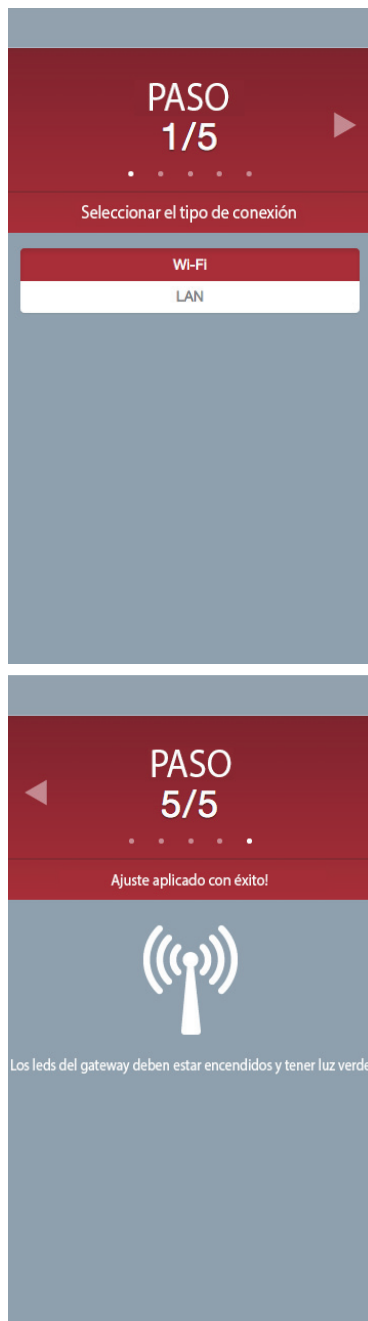 PASO
1/5
Seleccionar el tipo de conexión
Wi-Fi
LAN
PASO
5/5
Ajuste aplicado con éxito!
Los leds del gateway deben estar encendidos y tener luz verde